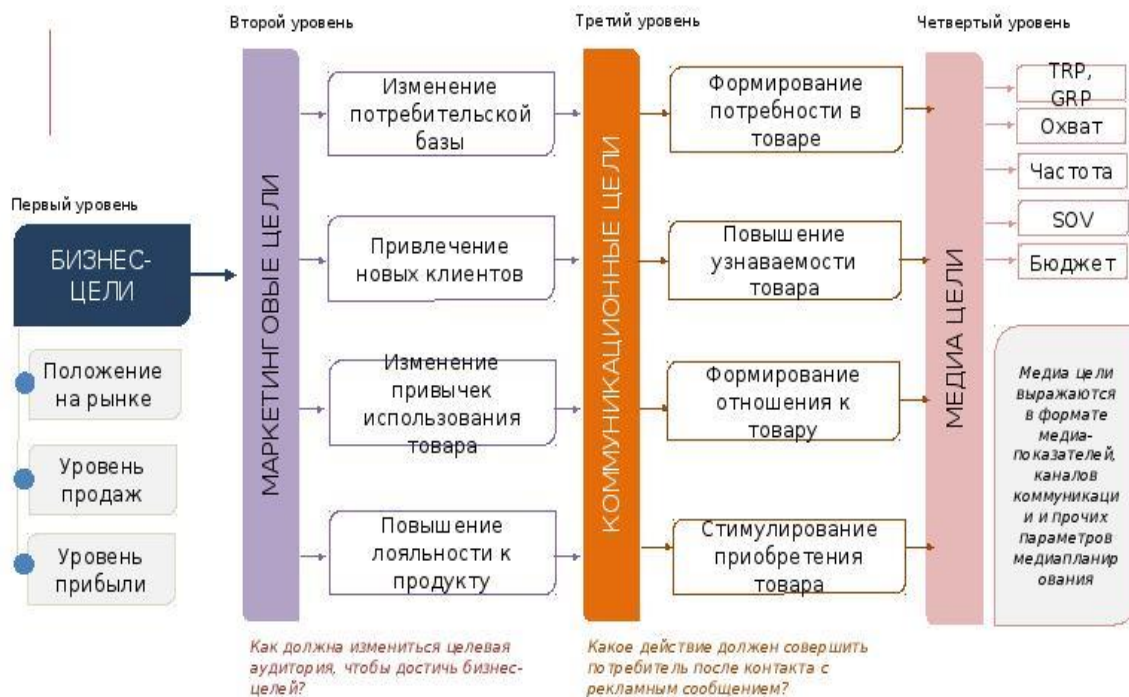 Первый уровень
БИЗНЕС-
ЦЕЛИ
Положение
на рынке
Уровень
продаж
Уровень
прибыли
Второй уровень
МАРКЕТИНГОВЫЕ ЦЕЛИ
Изменение
потребительской
базы
Привлечение
новых клиентов
Изменение
привычек
использования
товара
Повышение
лояльности к
продукту
Как должна измениться целевая
аудитория, чтобы достичь бизнес-
целей?
Третий уровень
КОММУНИКАЦИОННЫЕ ЦЕЛИ
Формирование
потребности в
товаре
Повышение
узнаваемости
товара
Формирование
отношения к
товару
Стимулирование
приобретения
товара
Какое действие должен совершить
потребитель после контакта с
рекламным сообщением?
Четвертый уровень
МЕДИА ЦЕЛИ
TRP,
GRP
Охват
Частота
SOV
Бюджет
Медиа цели
выражаются
в формате
медиа-
показателей,
каналов
коммуникаци
и и прочих
параметров
медиапланир
ования